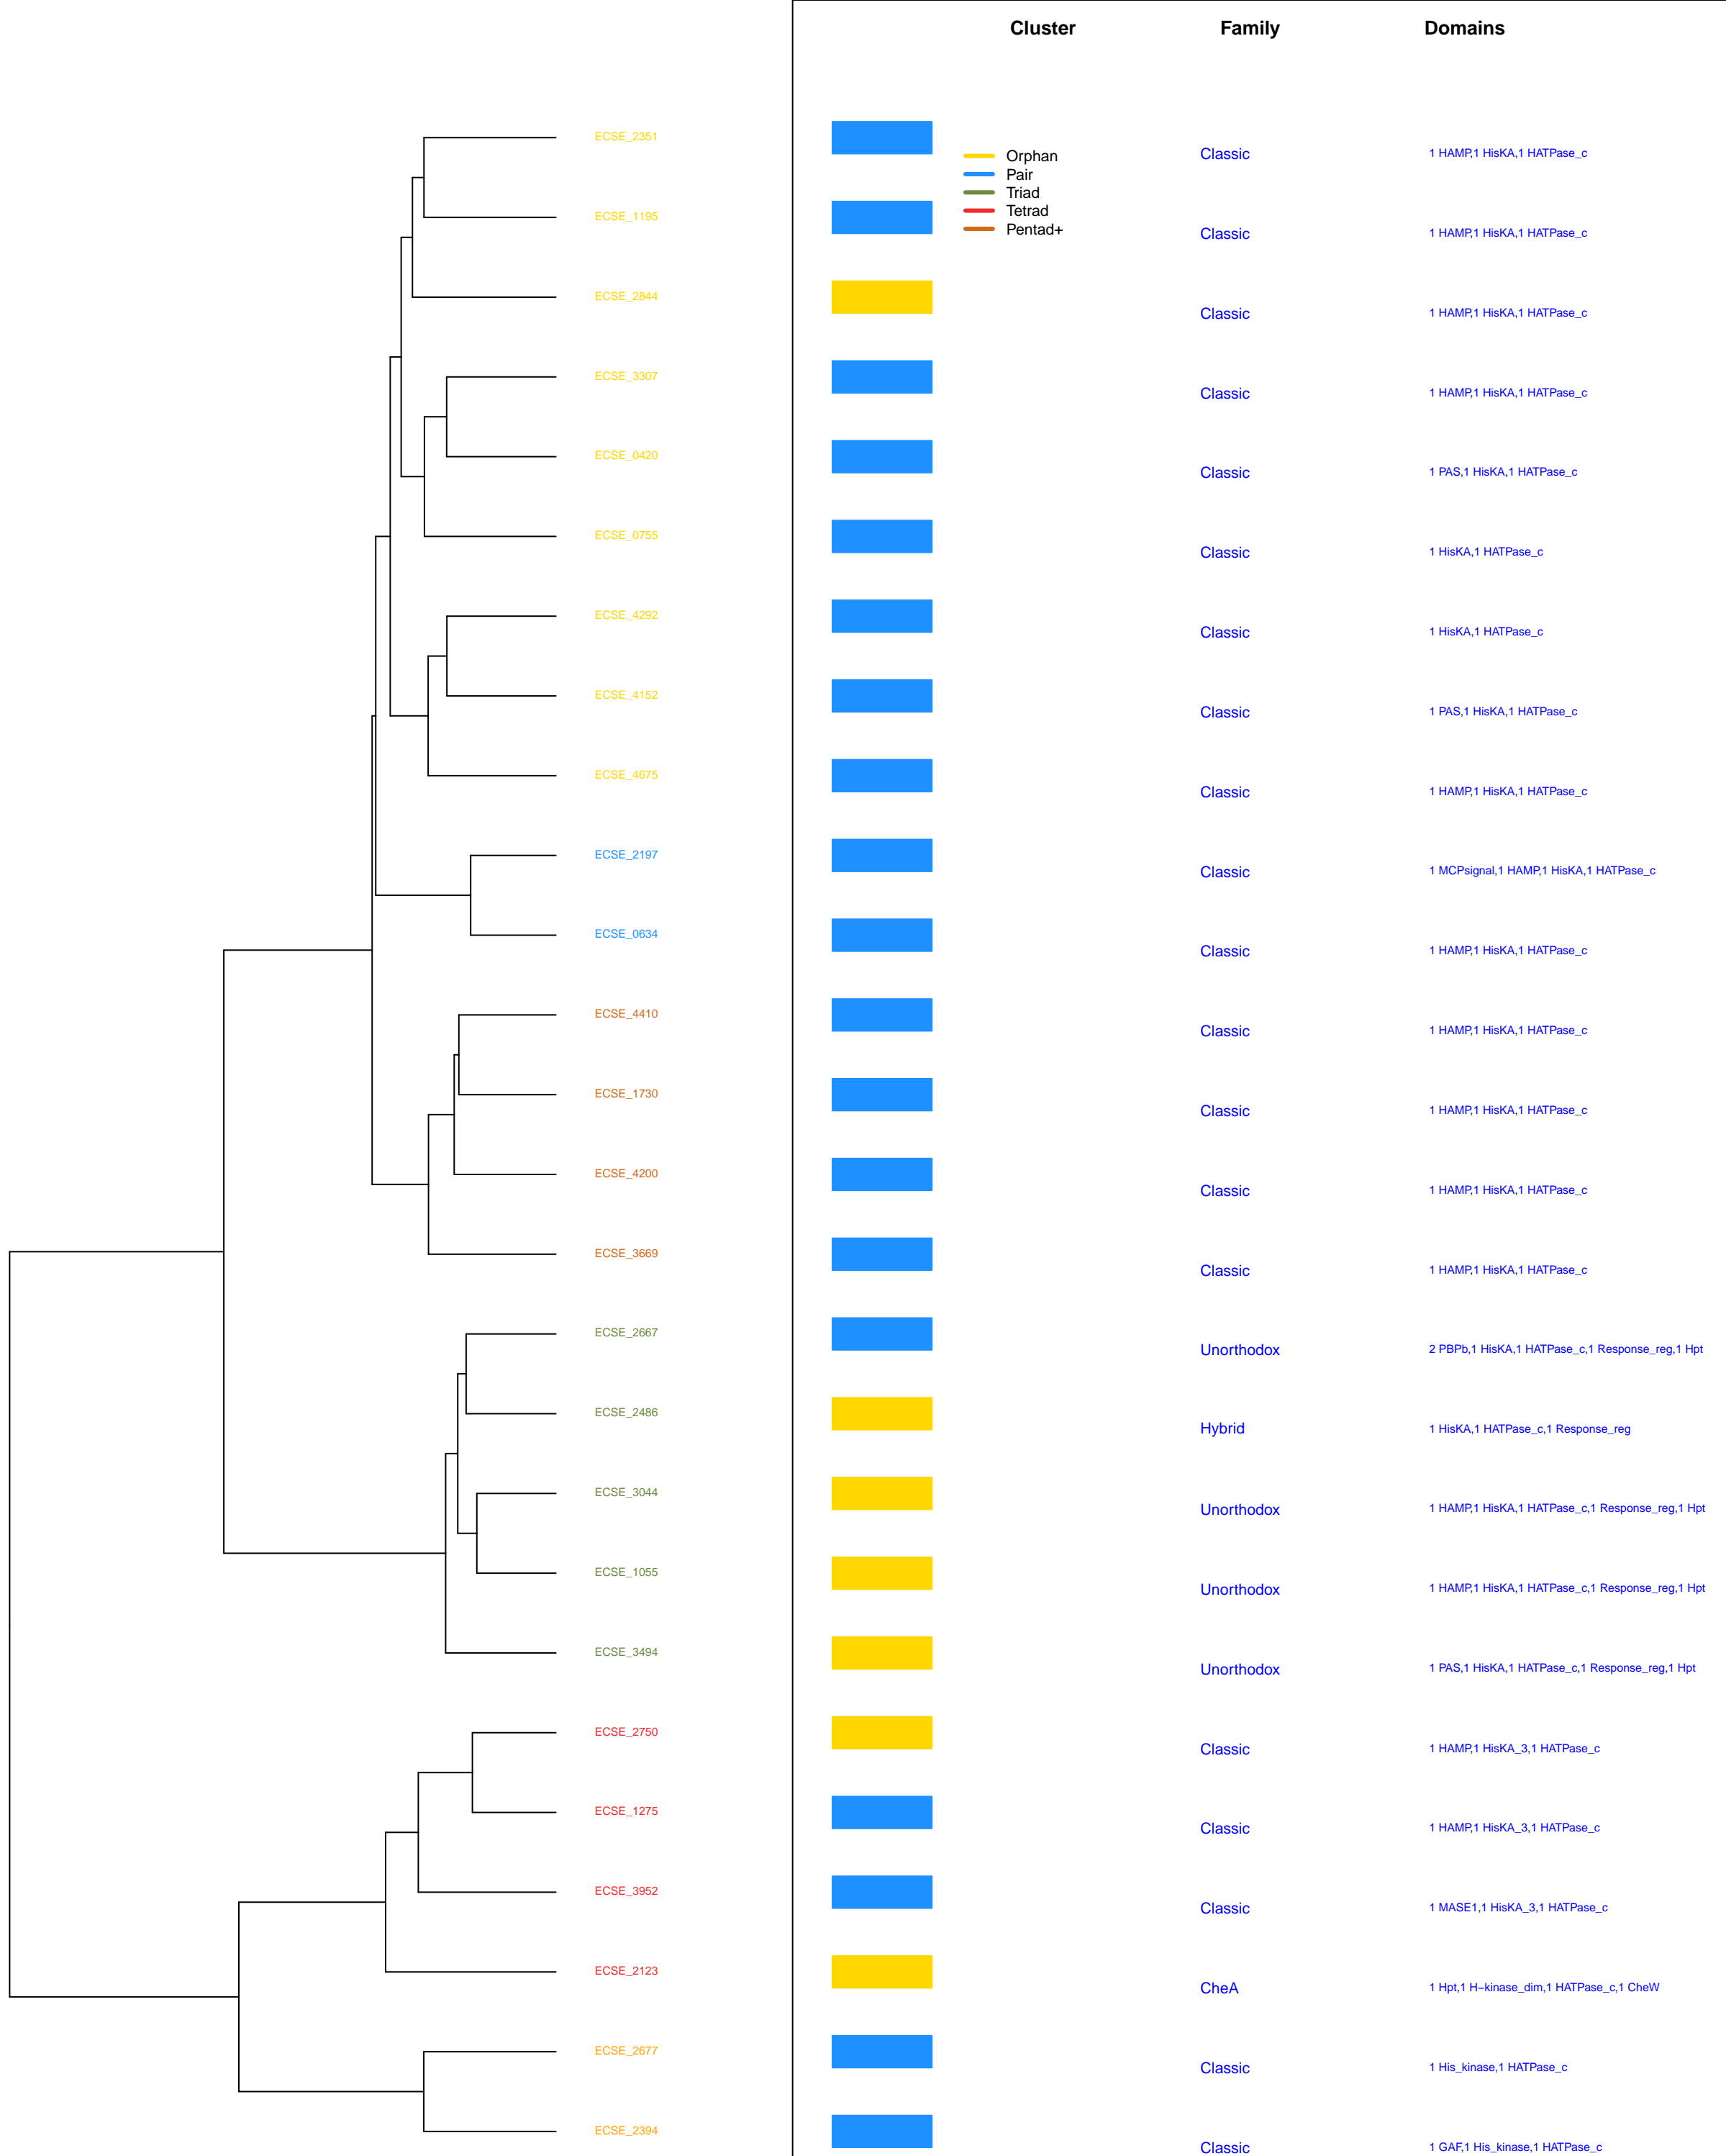 Cluster Family Domains
ECSE_2351
Orphan
Classic 1 HAMP,1 HisKA,1 HATPase_c
Pair
Triad
Tetrad
ECSE_1195
Pentad+
Classic 1 HAMP,1 HisKA,1 HATPase_c
ECSE_2844
Classic 1 HAMP,1 HisKA,1 HATPase_c
ECSE_3307
Classic 1 HAMP,1 HisKA,1 HATPase_c
ECSE_0420
Classic 1 PAS,1 HisKA,1 HATPase_c
ECSE_0755
Classic 1 HisKA,1 HATPase_c
ECSE_4292
Classic 1 HisKA,1 HATPase_c
ECSE_4152
Classic 1 PAS,1 HisKA,1 HATPase_c
ECSE_4675
Classic 1 HAMP,1 HisKA,1 HATPase_c
ECSE_2197
Classic 1 MCPsignal,1 HAMP,1 HisKA,1 HATPase_c
ECSE_0634
Classic 1 HAMP,1 HisKA,1 HATPase_c
ECSE_4410
Classic 1 HAMP,1 HisKA,1 HATPase_c
ECSE_1730
Classic 1 HAMP,1 HisKA,1 HATPase_c
ECSE_4200
Classic 1 HAMP,1 HisKA,1 HATPase_c
ECSE_3669
Classic 1 HAMP,1 HisKA,1 HATPase_c
ECSE_2667
Unorthodox 2 PBPb,1 HisKA,1 HATPase_c,1 Response_reg,1 Hpt
ECSE_2486
Hybrid 1 HisKA,1 HATPase_c,1 Response_reg
ECSE_3044
Unorthodox 1 HAMP,1 HisKA,1 HATPase_c,1 Response_reg,1 Hpt
ECSE_1055
Unorthodox 1 HAMP,1 HisKA,1 HATPase_c,1 Response_reg,1 Hpt
ECSE_3494
Unorthodox 1 PAS,1 HisKA,1 HATPase_c,1 Response_reg,1 Hpt
ECSE_2750
Classic 1 HAMP,1 HisKA_3,1 HATPase_c
ECSE_1275
Classic 1 HAMP,1 HisKA_3,1 HATPase_c
ECSE_3952
Classic 1 MASE1,1 HisKA_3,1 HATPase_c
ECSE_2123
CheA 1 Hpt,1 H−kinase_dim,1 HATPase_c,1 CheW
ECSE_2677
Classic 1 His_kinase,1 HATPase_c
ECSE_2394
Classic 1 GAF,1 His_kinase,1 HATPase_c